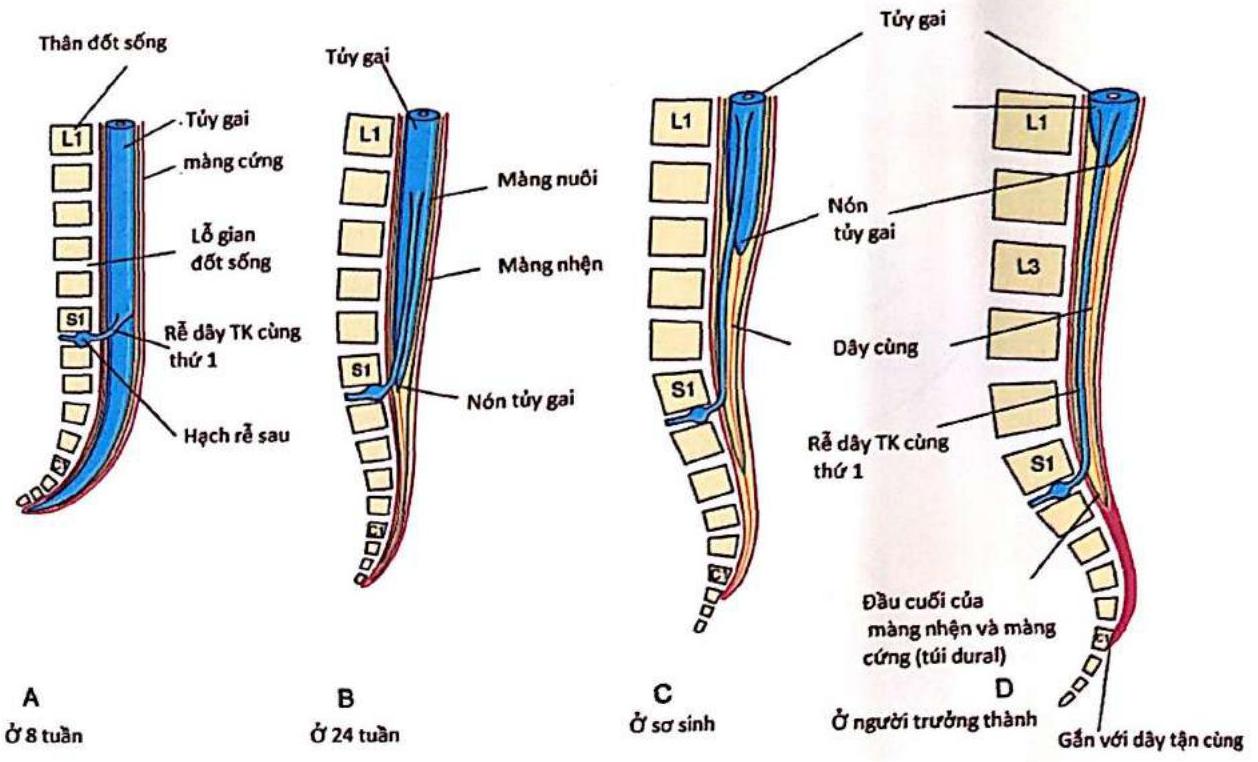 Thân đốt sống
L1
Tủy gai
màng cứng
Lỗ gian
đốt sống
S1
Rễ dây TK cùng
thứ 1
Hạch rễ sau
A
Ở 8 tuần
Tủy gai
L1
Màng nuôi
Màng nhện
S1
Nón tủy gai
B
Ở 24 tuần
Tủy gai
L1
Nón
tủy gai
Dây cùng
S1
Rễ dây TK cùng
thứ 1
C
Ở sơ sinh
L1
L3
S1
Đầu cuối của
màng nhện và màng
cứng (túi dural)
D
Ở người trưởng thành
Gắn với dây tận cùng